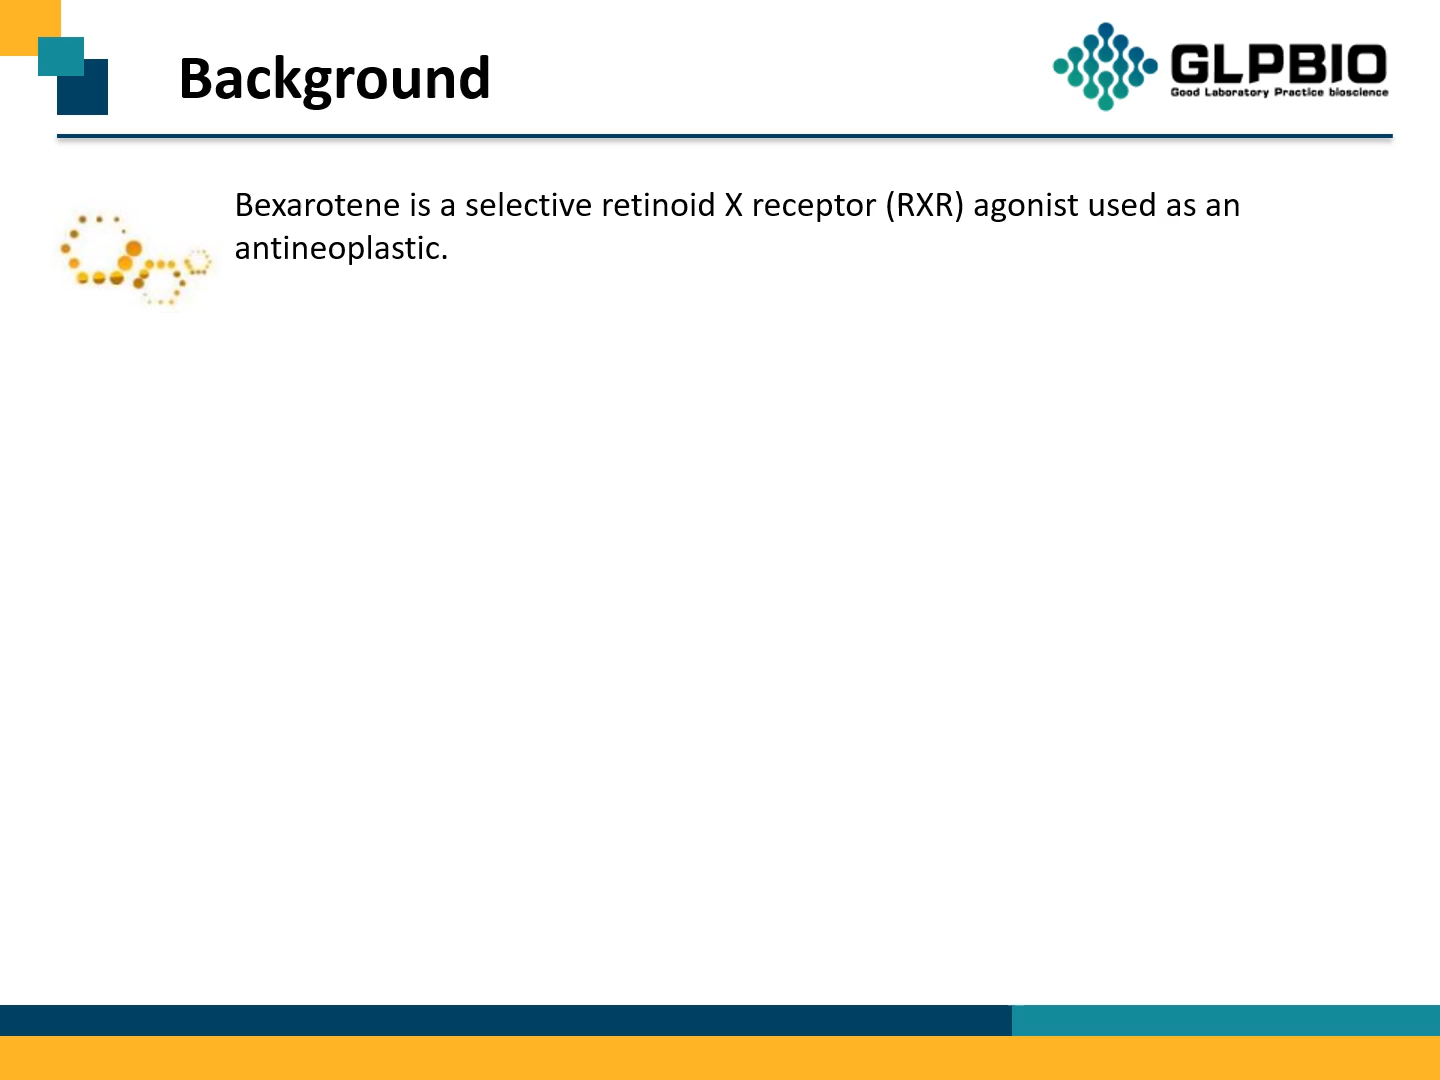 Background
GLPBIO
Good Laboratory Practice bioscience
Bexarotene is a selective retinoid X receptor (RXR) agonist used as an
antineoplastic.